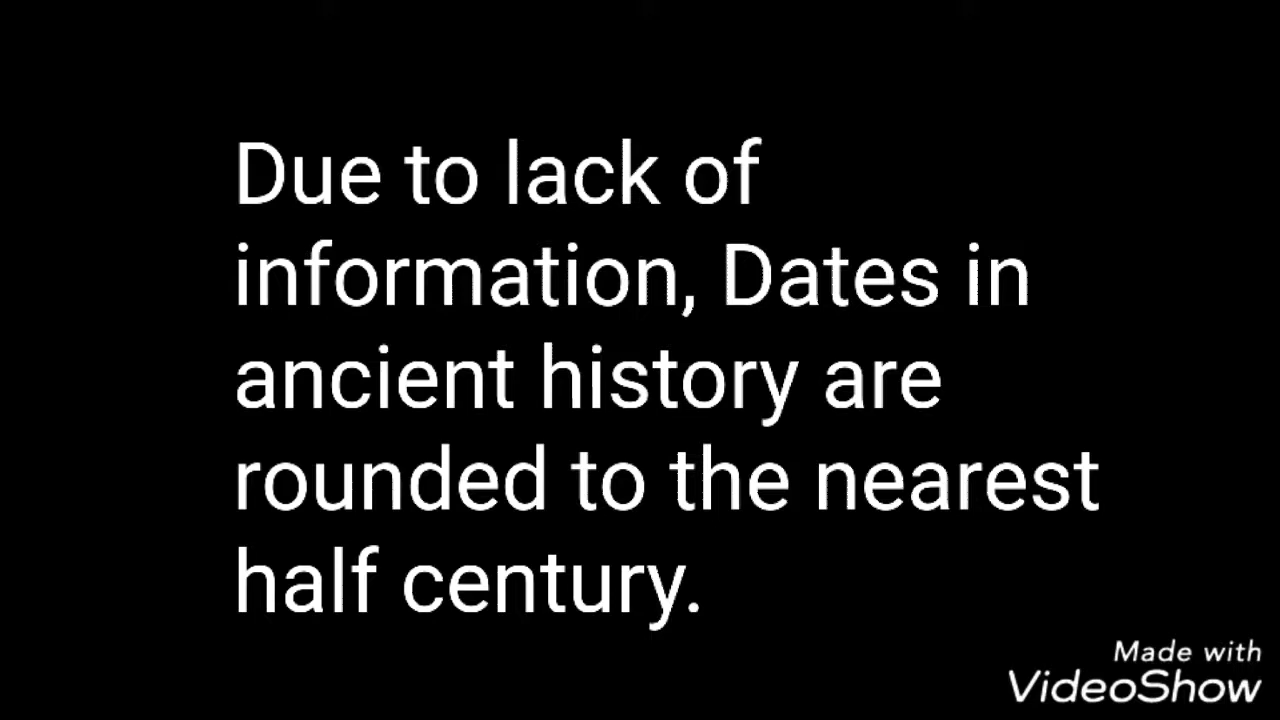 Due to lack of
information, Dates in
ancient history are
rounded to the nearest
half century.
Made with
VideoShow